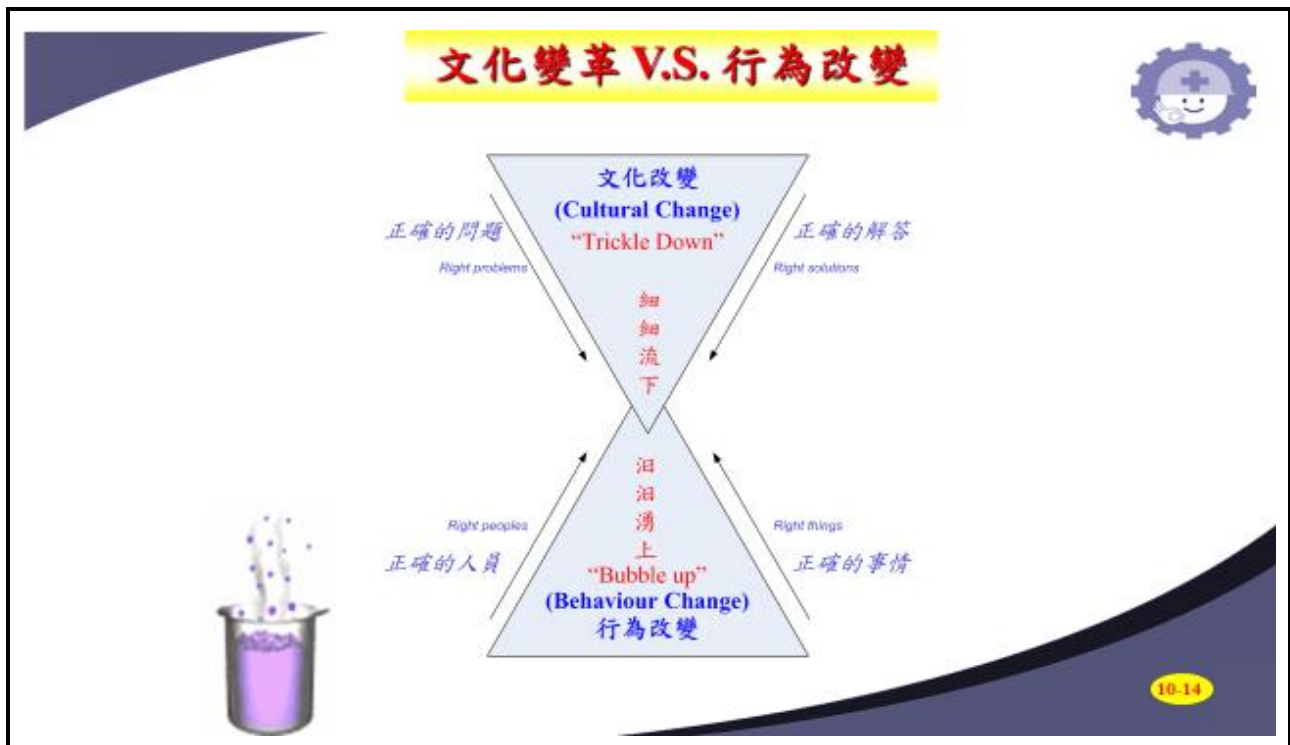 文化變革 V.S. 行為改變
文化改變
(Cultural Change)
“Trickle Down”
正確的問題
Right problems
正確的解答
Right solutions
細
細
流
下
汨
汨
湧
上
“Bubble up”
(Behaviour Change)
行為改變
Right peoples
正確的人員
Right things
正確的事情
10-14